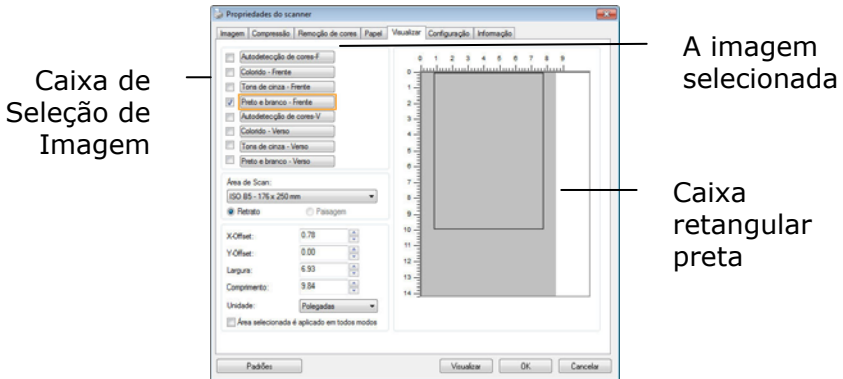 Propriedades do scanner
Imagem Compressão Remoção de cores Papel Visualizar Configuração Informação
Autodetecção de cores-F
Colorido - Frente
Tons de cinza - Frente
Preto e branco - Frente
Autodetecção de cores-V
Colorido - Verso
Tons de cinza - Verso
Preto e branco - Verso
Área de Scan:
ISO B5 - 176 x 250 mm
Retrato Paisagem
X-Offset: 0.78
Y-Offset: 0.00
Largura: 6.93
Comprimento: 9.84
Unidade: Polegadas
Área selecionada é aplicado em todos modos
0 1 2 3 4 5 6 7 8 9
0
1
2
3
4
5
6
7
8
9
10
11
12
13
14
Padrões Visualizar OK Cancelar
Caixa de
Seleção de
Imagem
A imagem
selecionada
Caixa
retangular
preta